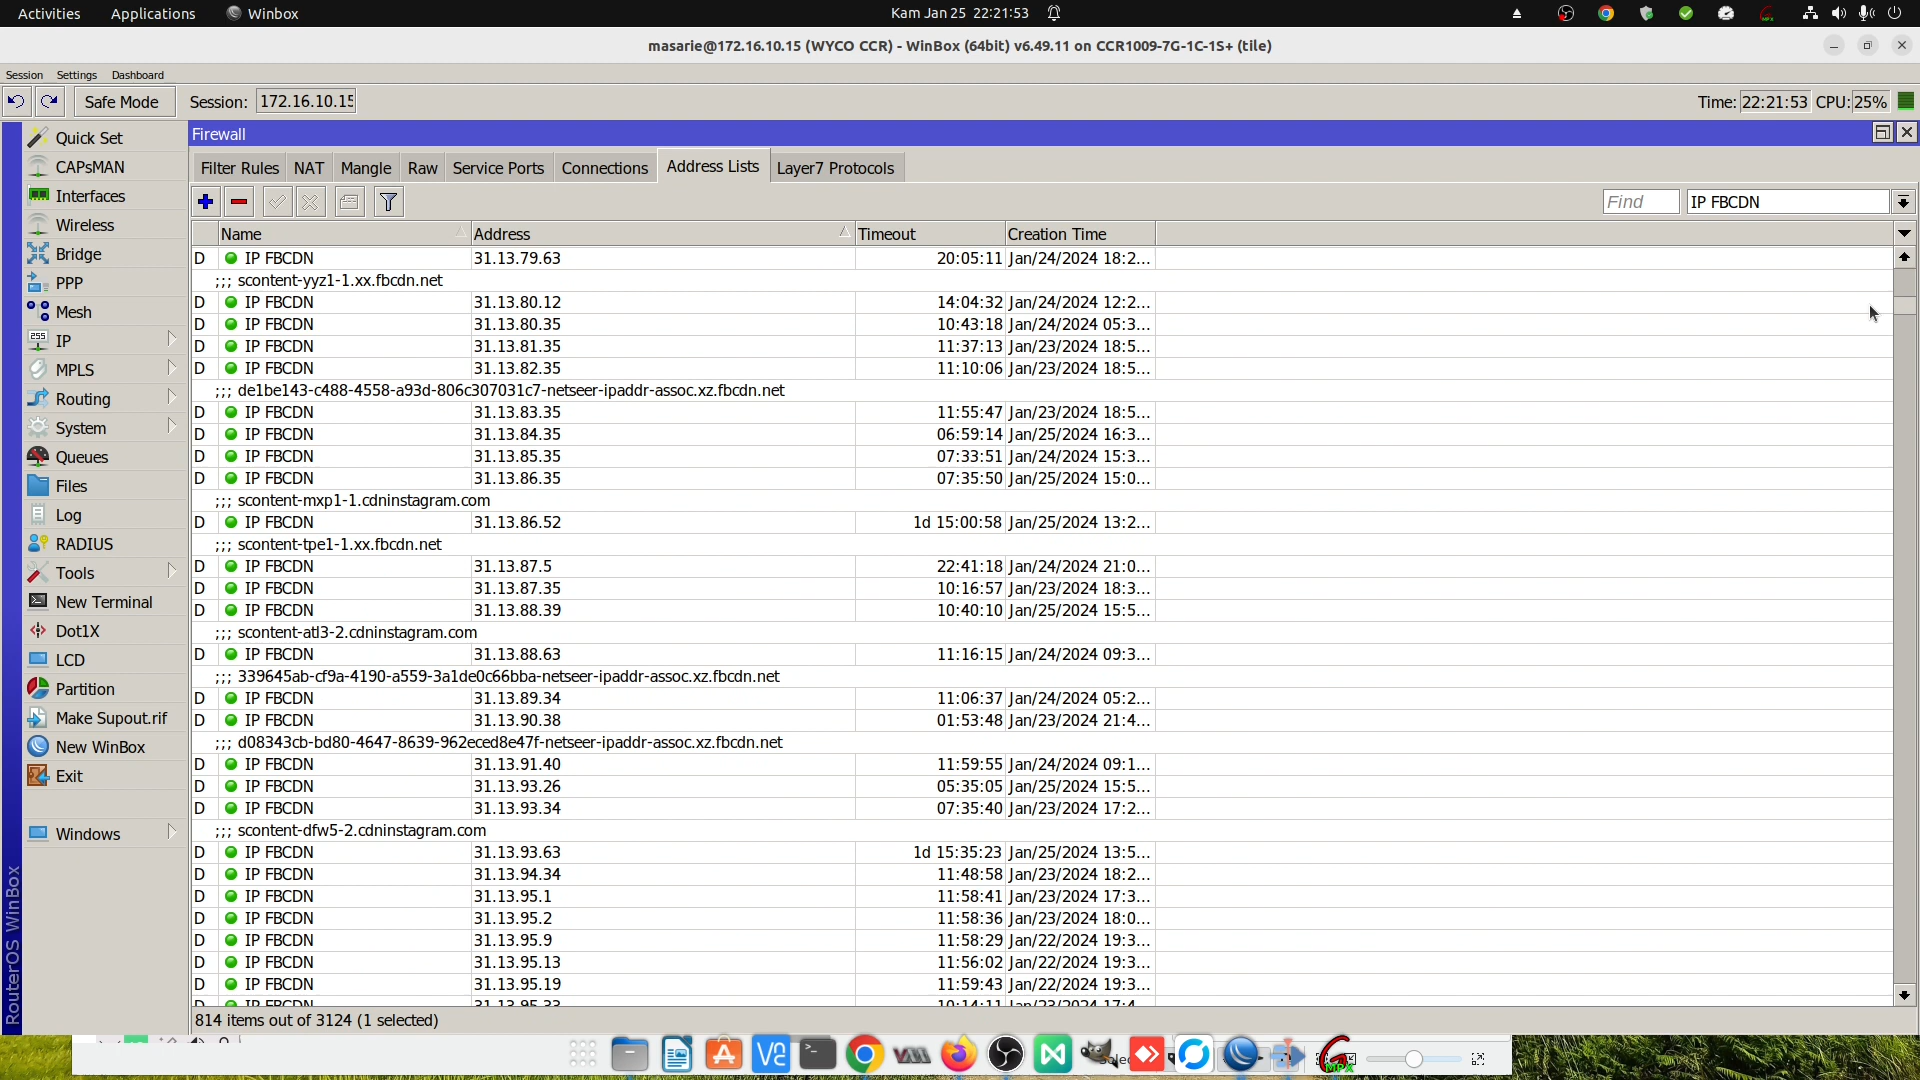 Activities Applications Winbox Kam Jan 25 22:21:53
masarie@172.16.10.15 (WYCO CCR) - WinBox (64bit) v6.49.11 on CCR1009-7G-1C-1S+ (tile)
Session Settings Dashboard
Safe Mode Session: 172.16.10.15 Time: 22:21:53 CPU: 25%
Quick Set
CAPsMAN
Interfaces
Wireless
Bridge
PPP
Mesh
IP
MPLS
Routing
System
Queues
Files
Log
RADIUS
Tools
New Terminal
Dot1X
LCD
Partition
Make Supout.rif
New WinBox
Exit
Windows
RouterOS WinBox
Firewall
Filter Rules NAT Mangle Raw Service Ports Connections Address Lists Layer7 Protocols
Find IP FBCDN
Name Address Timeout Creation Time
D IP FBCDN 31.13.79.63 20:05:11 Jan/24/2024 18:2...
;;; scontent-yyz1-1.xx.fbcdn.net
D IP FBCDN 31.13.80.12 14:04:32 Jan/24/2024 12:2...
D IP FBCDN 31.13.80.35 10:43:18 Jan/24/2024 05:3...
D IP FBCDN 31.13.81.35 11:37:13 Jan/23/2024 18:5...
D IP FBCDN 31.13.82.35 11:10:06 Jan/23/2024 18:5...
;;; de1be143-c488-4558-a93d-806c307031c7-netseer-ipaddr-assoc.xz.fbcdn.net
D IP FBCDN 31.13.83.35 11:55:47 Jan/23/2024 18:5...
D IP FBCDN 31.13.84.35 06:59:14 Jan/25/2024 16:3...
D IP FBCDN 31.13.85.35 07:33:51 Jan/24/2024 15:3...
D IP FBCDN 31.13.86.35 07:35:50 Jan/25/2024 15:0...
;;; scontent-mxp1-1.cdninstagram.com
D IP FBCDN 31.13.86.52 1d 15:00:58 Jan/25/2024 13:2...
;;; scontent-tpe1-1.xx.fbcdn.net
D IP FBCDN 31.13.87.5 22:41:18 Jan/24/2024 21:0...
D IP FBCDN 31.13.87.35 10:16:57 Jan/23/2024 18:3...
D IP FBCDN 31.13.88.39 10:40:10 Jan/25/2024 15:5...
;;; scontent-atl3-2.cdninstagram.com
D IP FBCDN 31.13.88.63 11:16:15 Jan/24/2024 09:3...
;;; 339645ab-cf9a-4190-a559-3a1de0c66bba-netseer-ipaddr-assoc.xz.fbcdn.net
D IP FBCDN 31.13.89.34 11:06:37 Jan/24/2024 05:2...
D IP FBCDN 31.13.90.38 01:53:48 Jan/23/2024 21:4...
;;; d08343cb-bd80-4647-8639-962eced8e47f-netseer-ipaddr-assoc.xz.fbcdn.net
D IP FBCDN 31.13.91.40 11:59:55 Jan/24/2024 09:1...
D IP FBCDN 31.13.93.26 05:35:05 Jan/25/2024 15:5...
D IP FBCDN 31.13.93.34 07:35:40 Jan/23/2024 17:2...
;;; scontent-dfw5-2.cdninstagram.com
D IP FBCDN 31.13.93.63 1d 15:35:23 Jan/25/2024 13:5...
D IP FBCDN 31.13.94.34 11:48:58 Jan/23/2024 18:2...
D IP FBCDN 31.13.95.1 11:58:41 Jan/23/2024 17:3...
D IP FBCDN 31.13.95.2 11:58:36 Jan/23/2024 18:0...
D IP FBCDN 31.13.95.9 11:58:29 Jan/22/2024 19:3...
D IP FBCDN 31.13.95.13 11:56:02 Jan/22/2024 19:3...
D IP FBCDN 31.13.95.19 11:59:43 Jan/22/2024 19:3...
D IP FBCDN
814 items out of 3124 (1 selected)